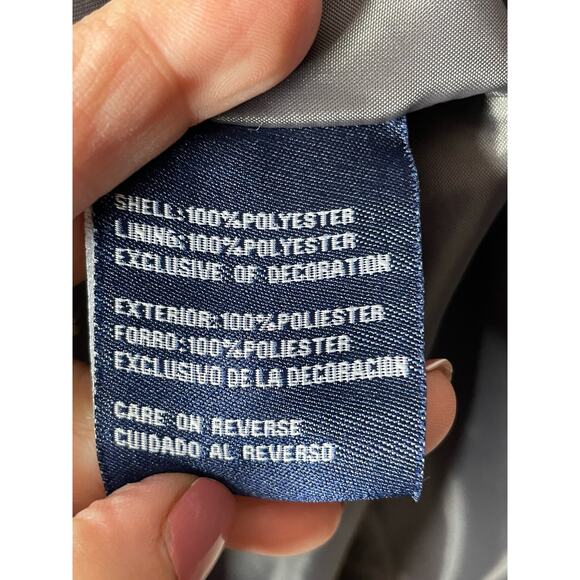 SHELL:100%POLYESTER
LINING:100%POLYESTER
EXCLUSIVE OF DECORATION
EXTERIOR:100%POLIESTER
FORRO:100%POLIESTER
EXCLUSIVO DE LA DECORACION
CARE ON REVERSE
CUIDADO AL REVERSO